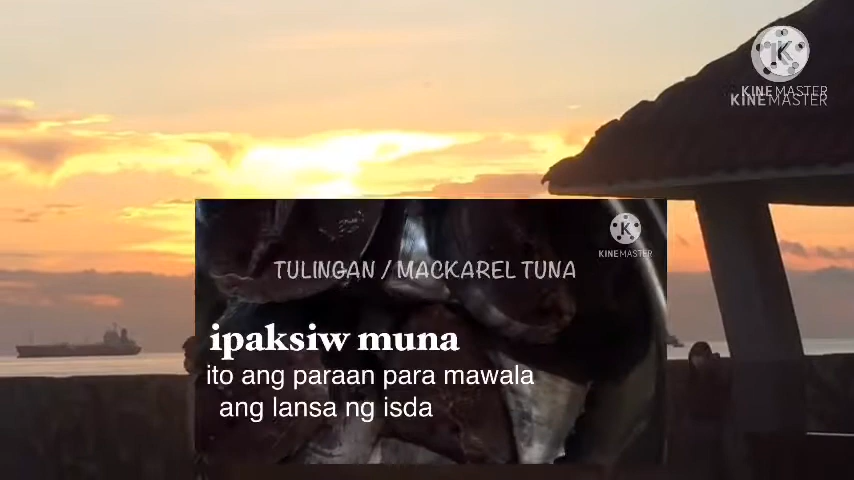 K
KINEMASTER
KINEMASTER
K
KINEMASTER
TULINGAN / MACKAREL TUNA
ipaksiw muna
ito ang paraan para mawala
ang lansa ng isda